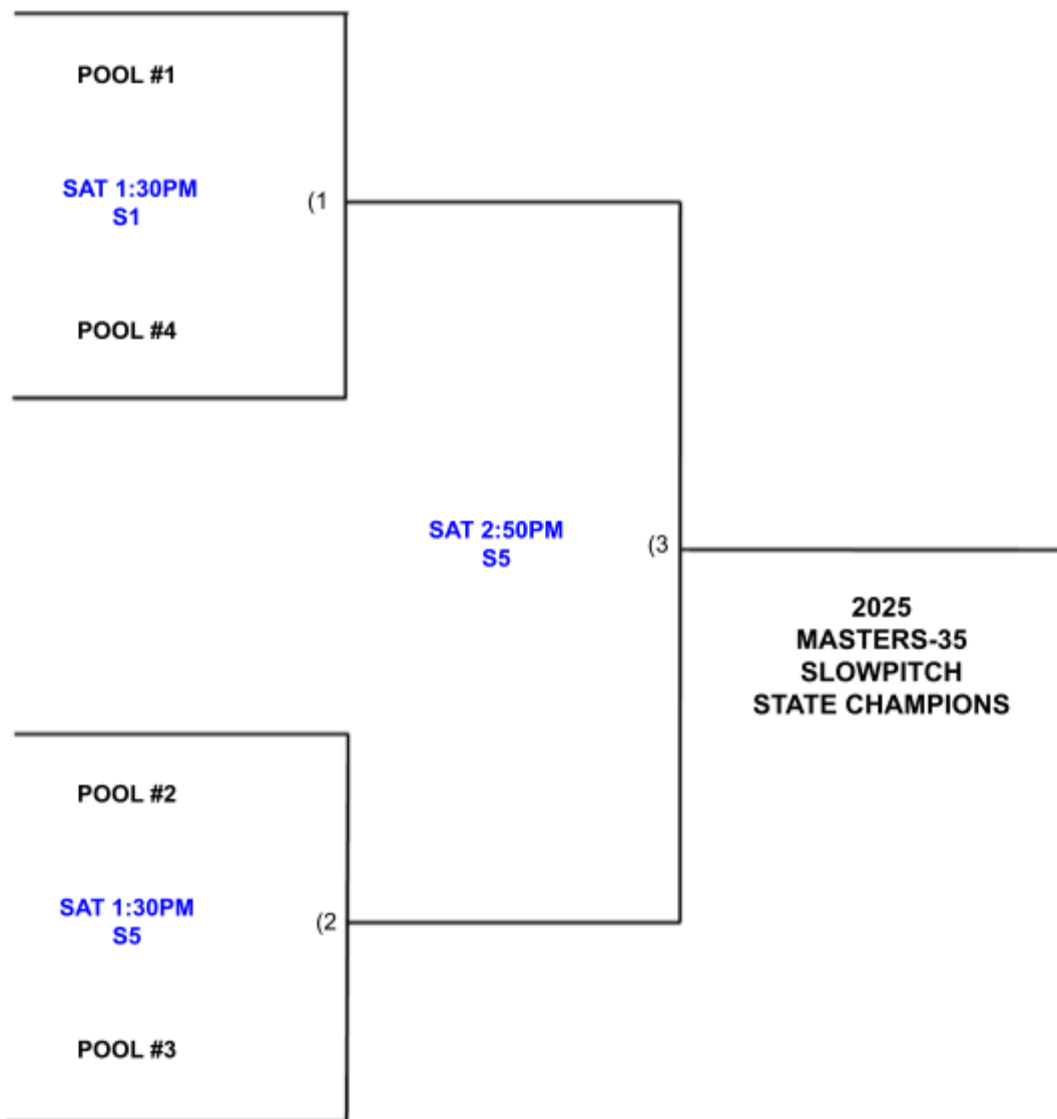 POOL #1
SAT 1:30PM
S1
(1
POOL #4
SAT 2:50PM
S5
(3
2025
MASTERS-35
SLOWPITCH
STATE CHAMPIONS
POOL #2
SAT 1:30PM
S5
(2
POOL #3